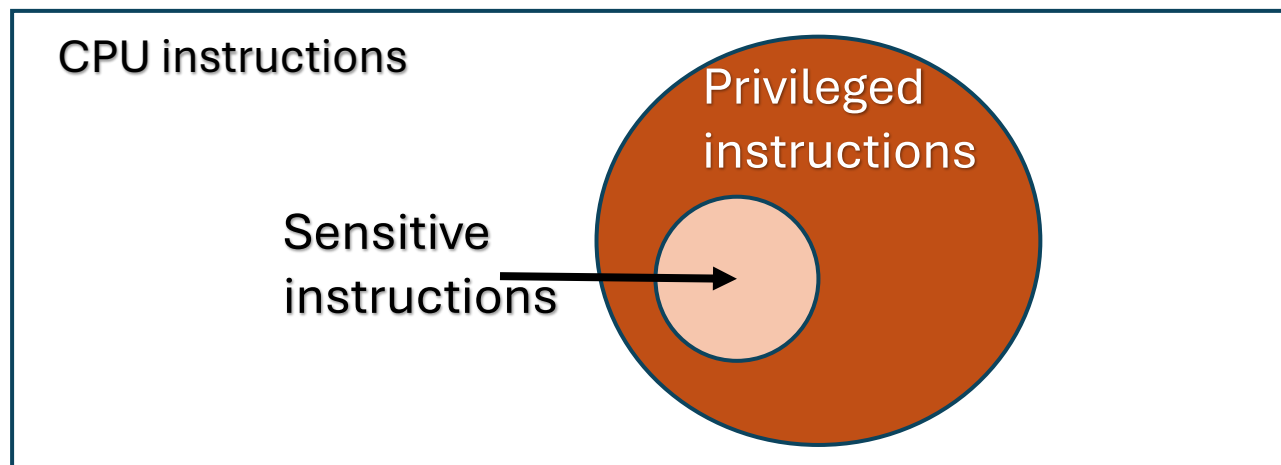 CPU instructions
Privileged
instructions
Sensitive
instructions